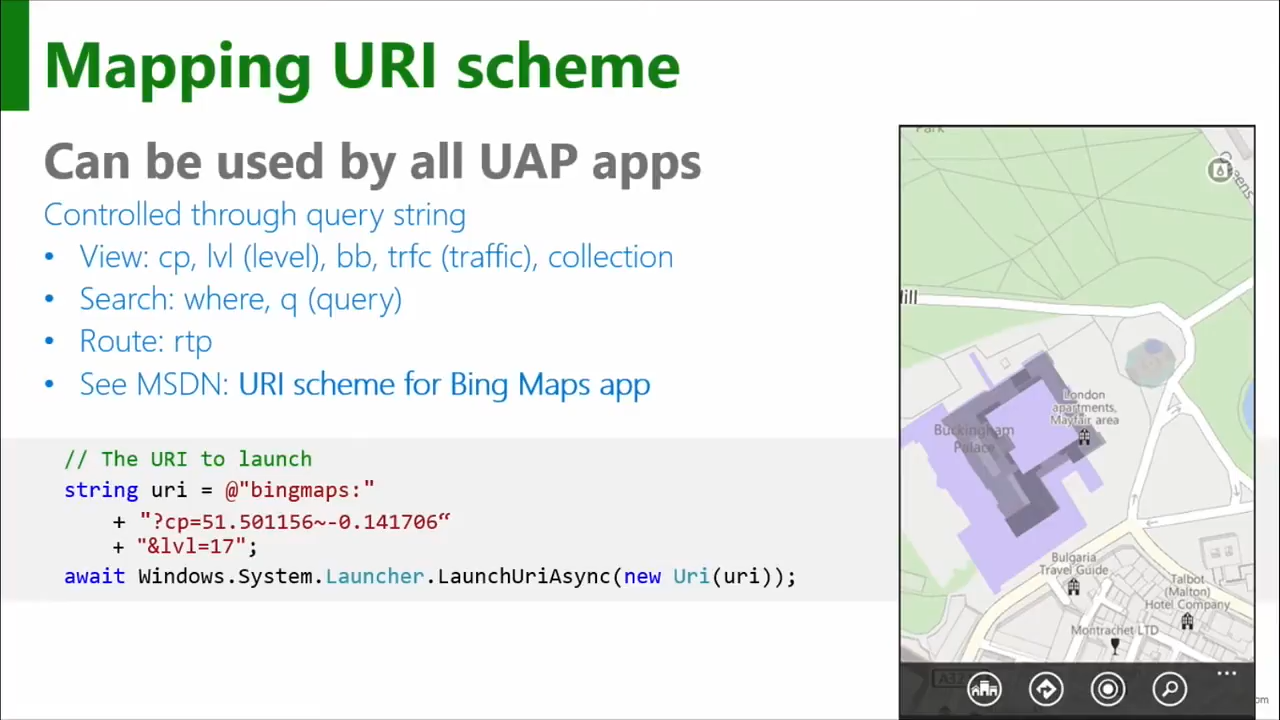 Mapping URI scheme
Can be used by all UAP apps
Controlled through query string
• View: cp, lvl (level), bb, trfc (traffic), collection
• Search: where, q (query)
• Route: rtp
• See MSDN: URI scheme for Bing Maps app
// The URI to launch
string uri = @"bingmaps:"
+ "?cp=51.501156~-0.141706“
+ "&lvl=17";
await Windows.System.Launcher.LaunchUriAsync(new Uri(uri));
Park
London
apartments,
Mayfair area
Buckingham
Palace
Bulgaria
Travel Guide
Talbot
(Malton)
Hotel Company
Montrachet LTD